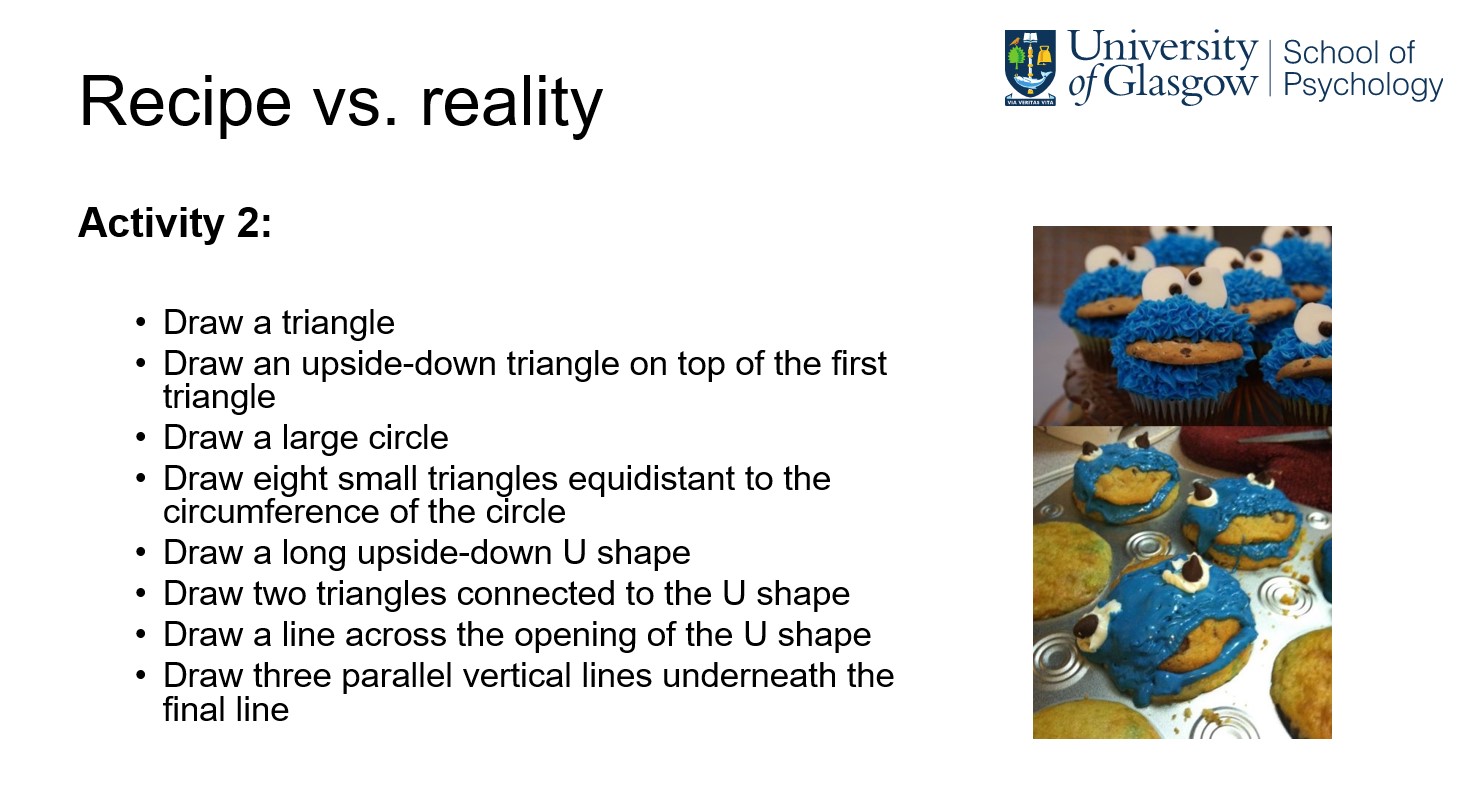 University
of Glasgow
School of
Psychology
VIA VERITAS VITA
Recipe vs. reality
Activity 2:
• Draw a triangle
• Draw an upside-down triangle on top of the first
triangle
• Draw a large circle
• Draw eight small triangles equidistant to the
circumference of the circle
• Draw a long upside-down U shape
• Draw two triangles connected to the U shape
• Draw a line across the opening of the U shape
• Draw three parallel vertical lines underneath the
final line